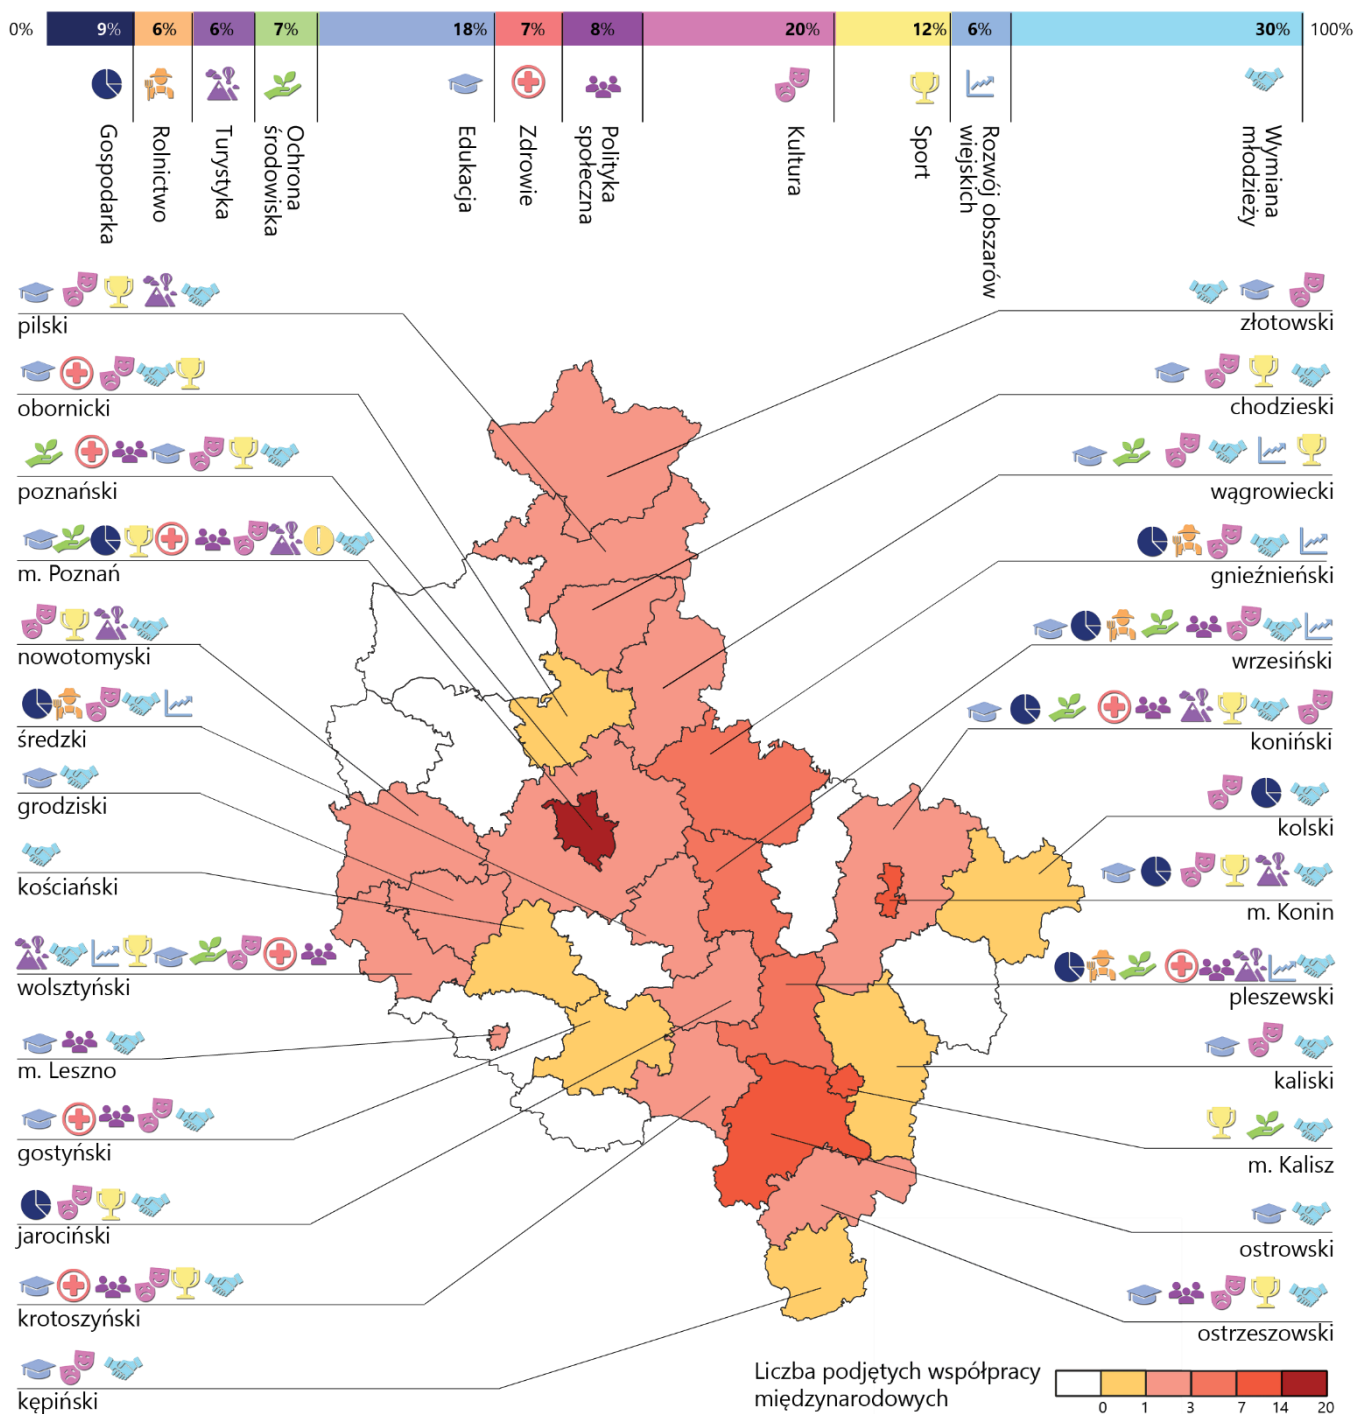 0%
9%
6%
6%
7%
18%
7%
8%
20%
12%
6%
30%
100%
Gospodarka
Rolnictwo
Turystyka
Ochrona
środowiska
Edukacja
Zdrowie
Polityka
społeczna
Kultura
Sport
Rozwój obszarów
wiejskich
Wymiana
młodzieży
pilski
obornicki
poznański
m. Poznań
nowotomyski
średzki
grodziski
kościański
wolsztyński
m. Leszno
gostyński
jarociński
krotoszyński
kępiński
złotowski
chodzieski
wągrowiecki
gnieźnieński
wrzesiński
koniński
kolski
m. Konin
pleszewski
kaliski
m. Kalisz
ostrowski
ostrzeszowski
Liczba podjętych współpracy
międzynarodowych
0 1 3 7 14 20